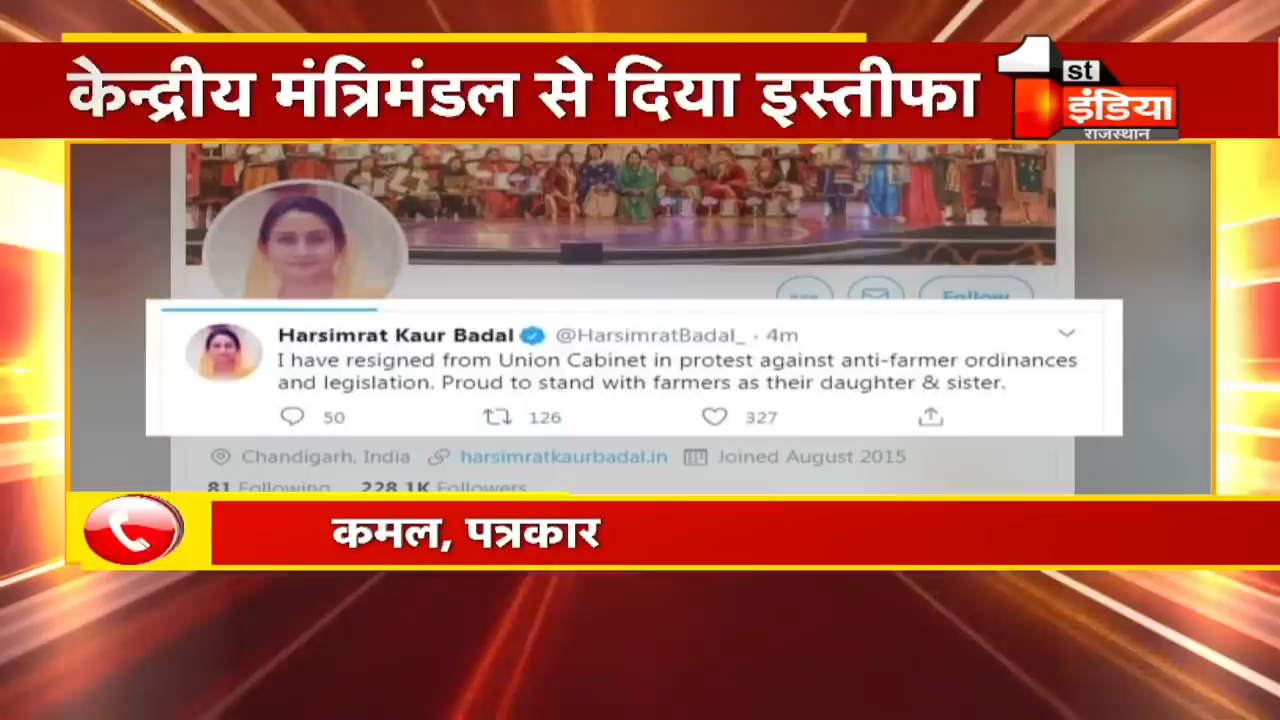 केन्द्रीय मंत्रिमंडल से दिया इस्तीफा
1st
इंडिया
राजस्थान
Follow
Harsimrat Kaur Badal @HarsimratBadal_ · 4m
I have resigned from Union Cabinet in protest against anti-farmer ordinances
and legislation. Proud to stand with farmers as their daughter & sister.
50 126 327
Chandigarh, India harsimratkaurbadal.in Joined August 2015
81 Following 228.1K Followers
कमल, पत्रकार